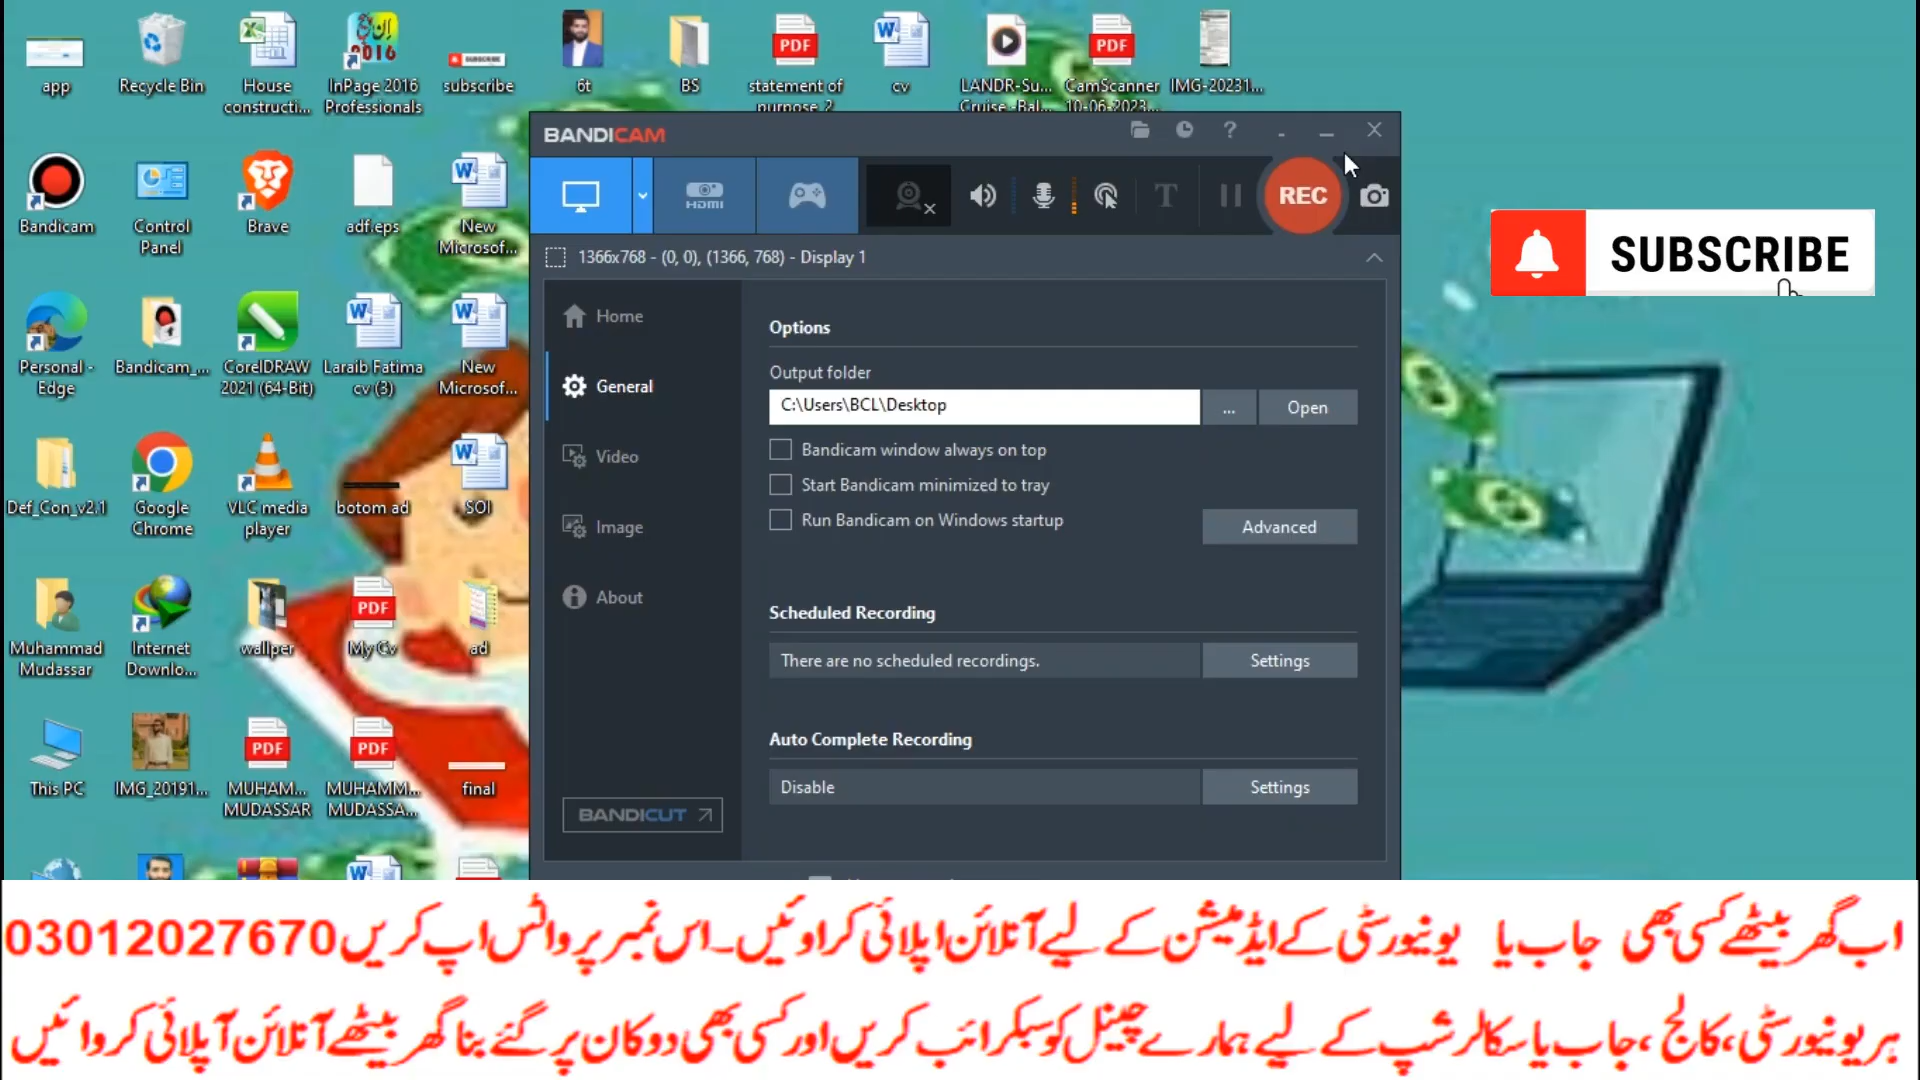 app
Recycle Bin
House
constructi...
InPage 2016
Professionals
subscribe
6t
BS
statement of
purpose 2
cv
LANDR-Su...
Cruise -Bal...
CamScanner
10-06-2023...
IMG-20231...
Bandicam
Control
Panel
Brave
adf.eps
New
Microsof...
Personal -
Edge
Bandicam_...
CorelDRAW
2021 (64-Bit)
Laraib Fatima
cv (3)
New
Microsof...
Def_Con_v2.1
Google
Chrome
VLC media
player
botom ad
SOI
Muhammad
Mudassar
Internet
Downlo...
wallper
My Cv
ad
This PC
IMG_20191...
MUHAM...
MUDASSAR
MUHAMM...
MUDASSA...
final
BANDICAM
HDMI
T
REC
1366x768 - (0, 0), (1366, 768) - Display 1
Home
General
Video
Image
About
BANDICUT
Options
Output folder
C:\Users\BCL\Desktop
...
Open
Bandicam window always on top
Start Bandicam minimized to tray
Run Bandicam on Windows startup
Advanced
Scheduled Recording
There are no scheduled recordings.
Settings
Auto Complete Recording
Disable
Settings
SUBSCRIBE
اب گھر بیٹھے کسی بھی جاب یا یونیورسٹی کے ایڈمیشن کے لیے آنلائن اپلائی کراوئیں۔ اس نمبر پر واٹس اپ کریں 03012027670
ہر یونیورسٹی، کالج ،جاب یا سکالرشپ کے لیے ہمارے چینل کو سبکرائب کریں اور کسی بھی دوکان پر گئے بنا گھر بیٹھے آنلائن آپلائی کروائیں